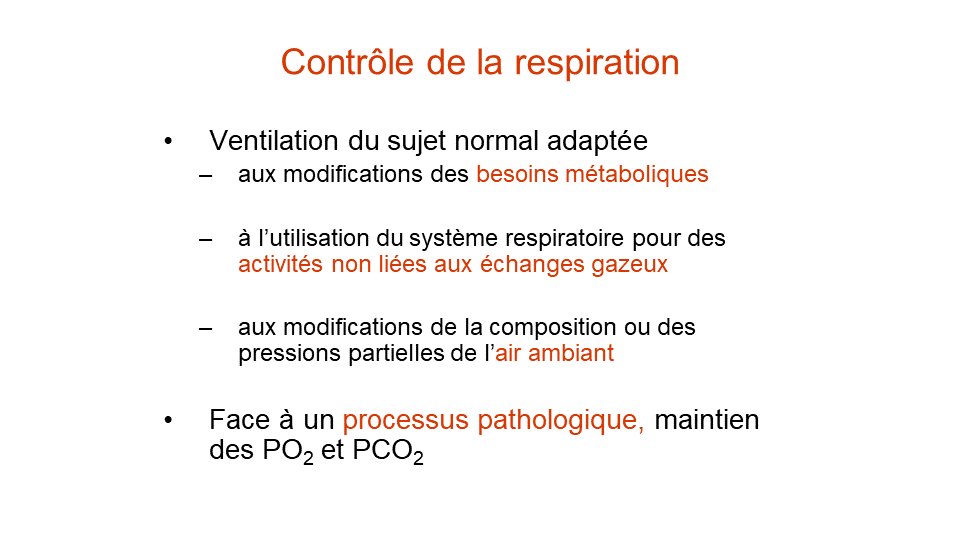 Contrôle de la respiration
• Ventilation du sujet normal adaptée
– aux modifications des besoins métaboliques
– à l’utilisation du système respiratoire pour des
activités non liées aux échanges gazeux
– aux modifications de la composition ou des
pressions partielles de l’air ambiant
• Face à un processus pathologique, maintien
des PO₂ et PCO₂